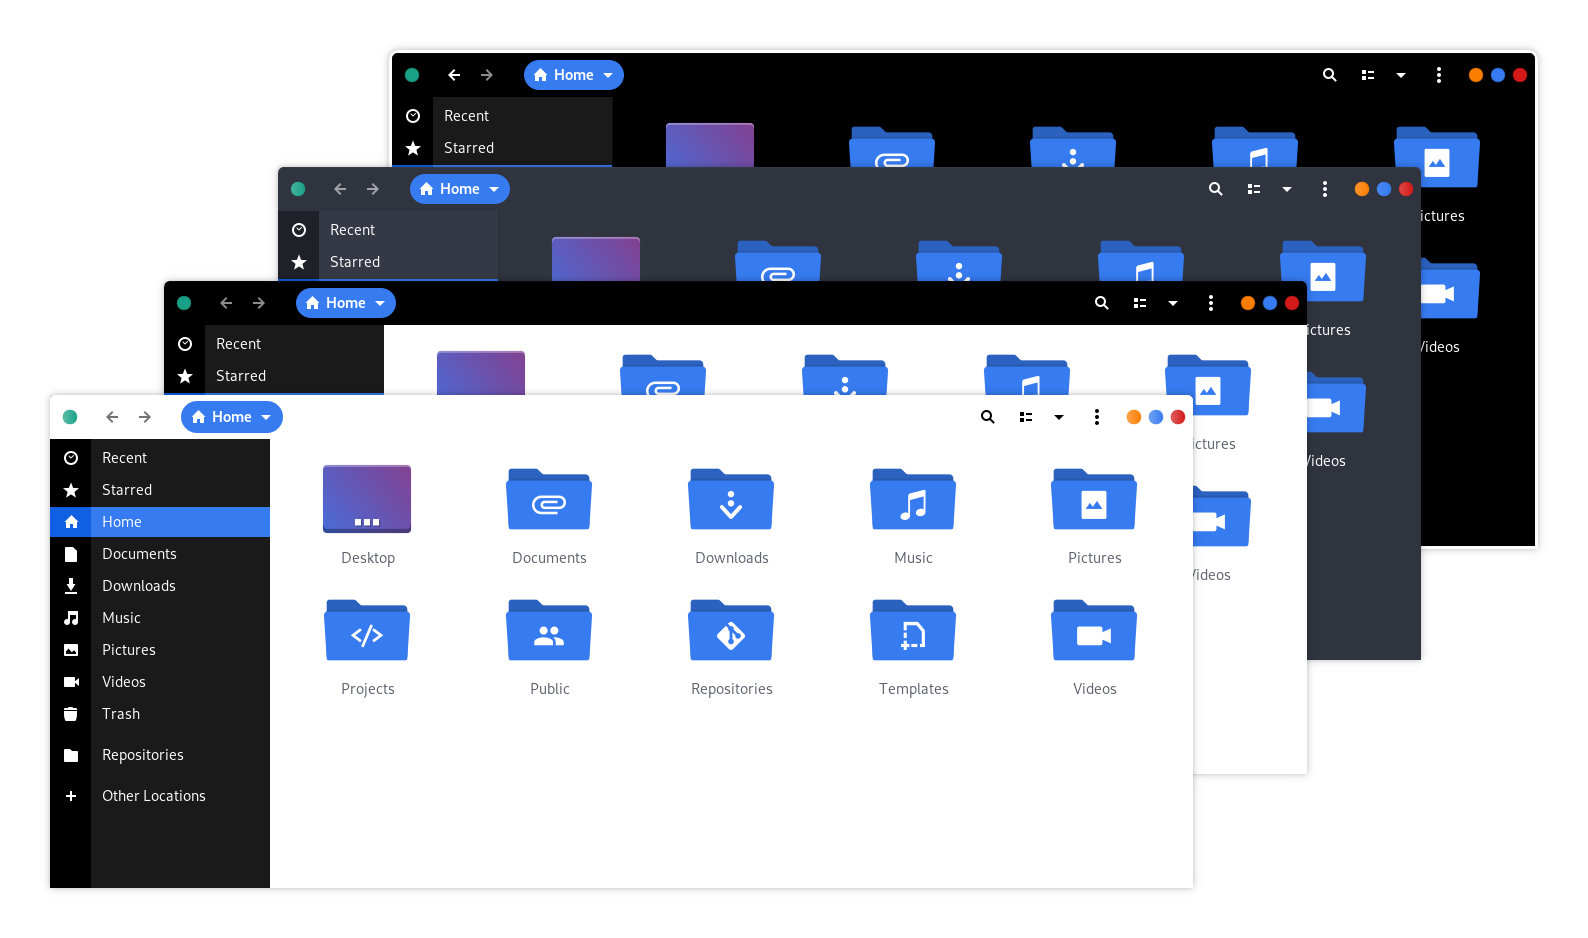 Home
Recent
Starred
ictures
Videos
Home
Recent
Starred
ictures
Videos
Home
Recent
Starred
ictures
Videos
Home
Recent
Starred
Home
Documents
Downloads
Music
Pictures
Videos
Trash
Repositories
Other Locations
Desktop Documents Downloads Music Pictures
Projects Public Repositories Templates Videos